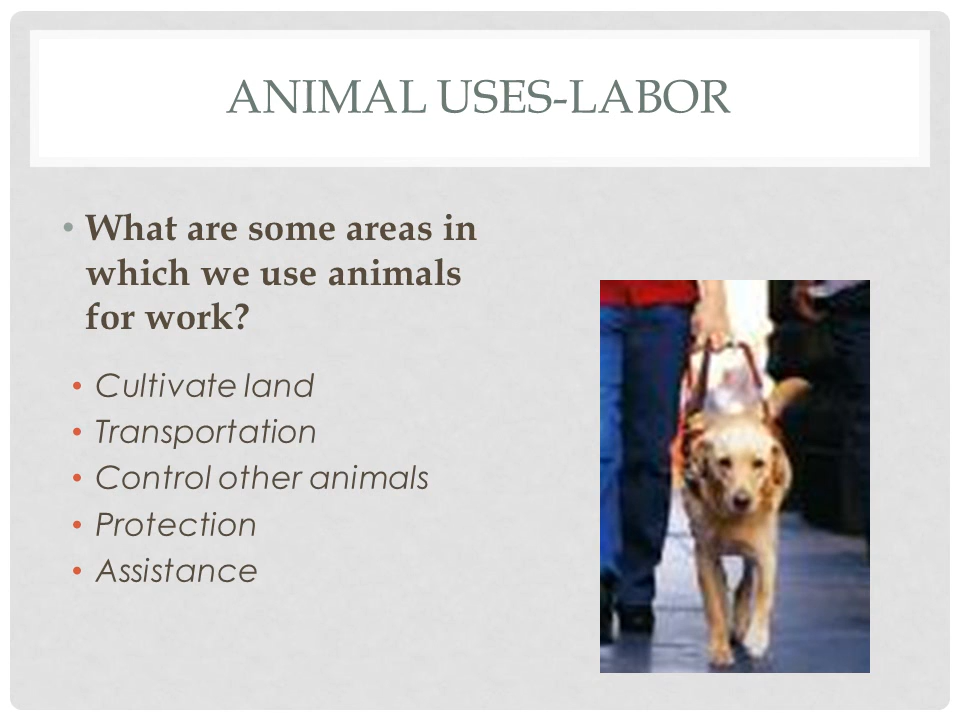 ANIMAL USES-LABOR
• What are some areas in
which we use animals
for work?
• Cultivate land
• Transportation
• Control other animals
• Protection
• Assistance